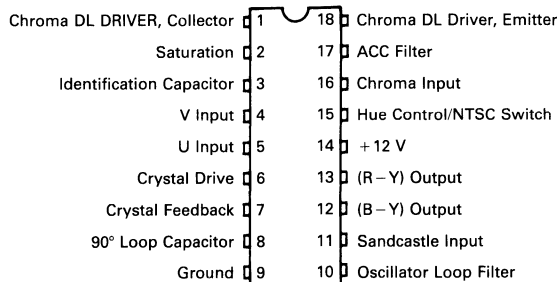 Chroma DL DRIVER, Collector 1 18 Chroma DL Driver, Emitter
Saturation 2 17 ACC Filter
Identification Capacitor 3 16 Chroma Input
V Input 4 15 Hue Control/NTSC Switch
U Input 5 14 +12 V
Crystal Drive 6 13 (R–Y) Output
Crystal Feedback 7 12 (B–Y) Output
90° Loop Capacitor 8 11 Sandcastle Input
Ground 9 10 Oscillator Loop Filter